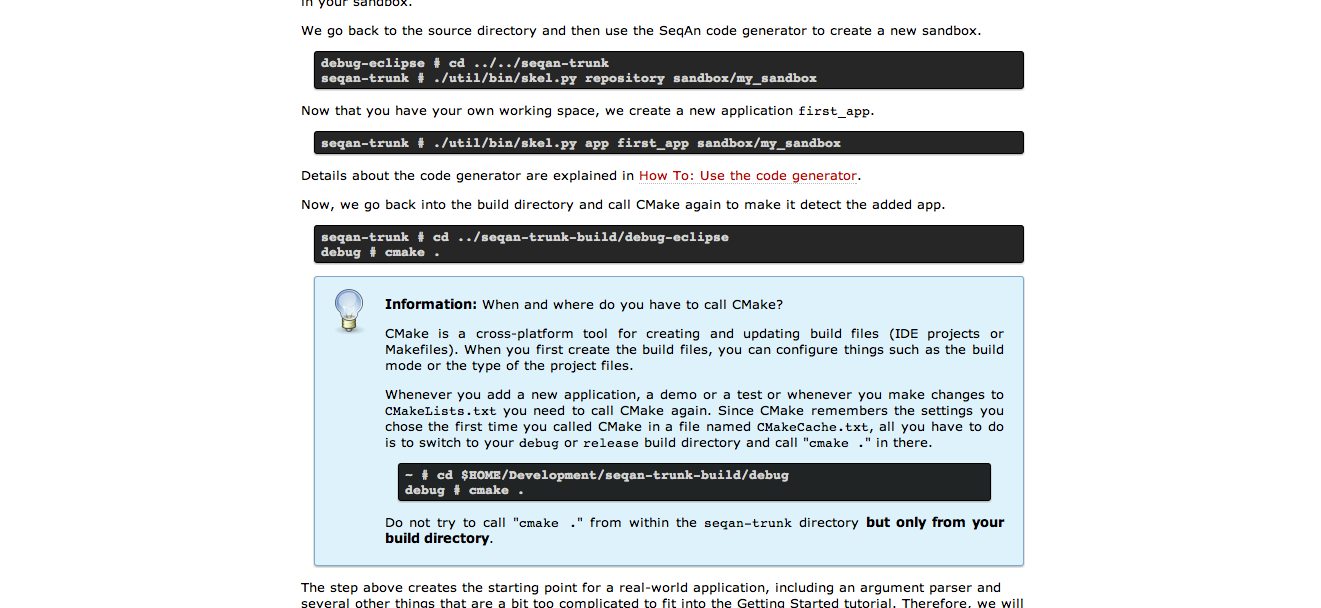 in your sandbox.
We go back to the source directory and then use the SeqAn code generator to create a new sandbox.
debug-eclipse # cd ../../seqan-trunk
seqan-trunk # ./util/bin/skel.py repository sandbox/my_sandbox
Now that you have your own working space, we create a new application first_app.
seqan-trunk # ./util/bin/skel.py app first_app sandbox/my_sandbox
Details about the code generator are explained in How To: Use the code generator.
Now, we go back into the build directory and call CMake again to make it detect the added app.
seqan-trunk # cd ../seqan-trunk-build/debug-eclipse
debug # cmake .
Information: When and where do you have to call CMake?
CMake is a cross-platform tool for creating and updating build files (IDE projects or
Makefiles). When you first create the build files, you can configure things such as the build
mode or the type of the project files.
Whenever you add a new application, a demo or a test or whenever you make changes to
CMakeLists.txt you need to call CMake again. Since CMake remembers the settings you
chose the first time you called CMake in a file named CMakeCache.txt, all you have to do
is to switch to your debug or release build directory and call "cmake ." in there.
~ # cd $HOME/Development/seqan-trunk-build/debug
debug # cmake .
Do not try to call "cmake ." from within the seqan-trunk directory but only from your
build directory.
The step above creates the starting point for a real-world application, including an argument parser and
several other things that are a bit too complicated to fit into the Getting Started tutorial. Therefore, we will